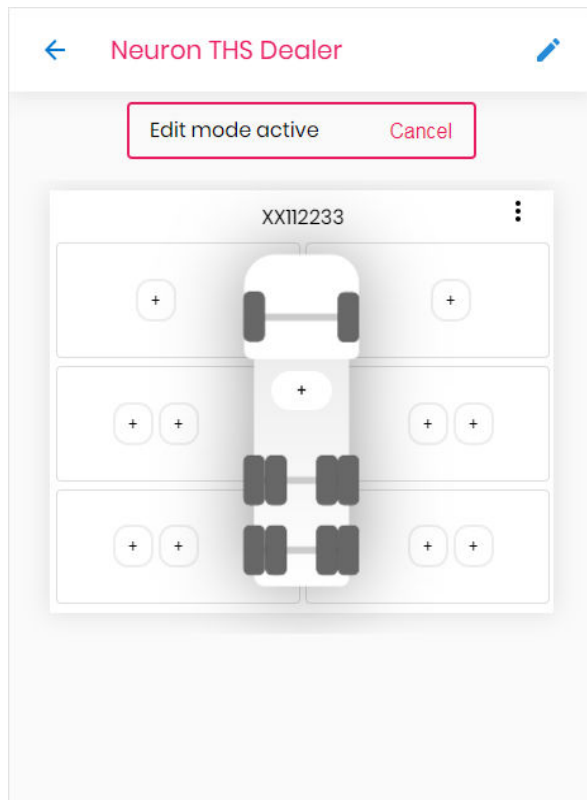 Neuron THS Dealer
Edit mode active Cancel
XX112233
+ +
+
+ + + +
+ + + +